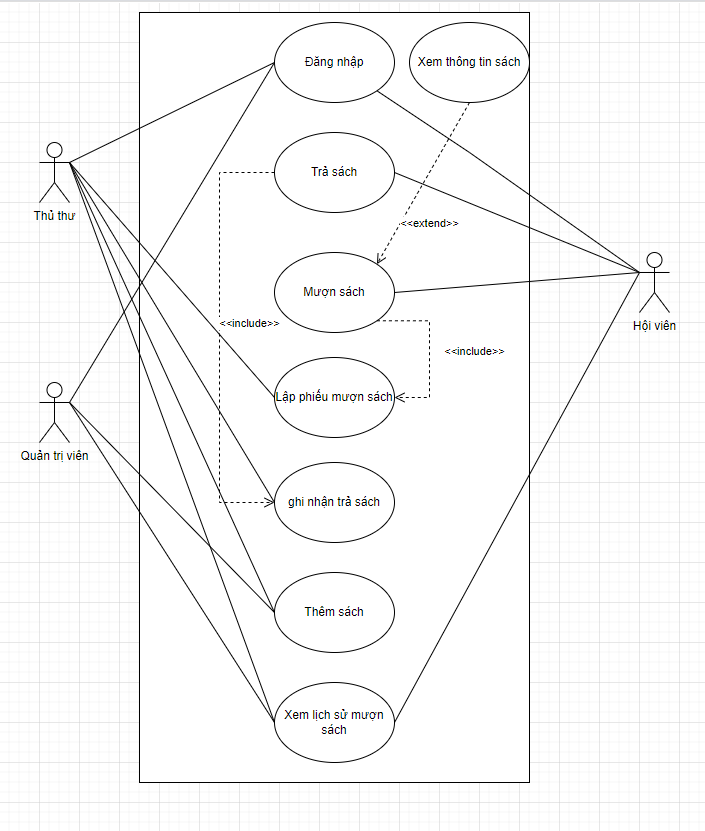 Đăng nhập
Xem thông tin sách
Trả sách
Thủ thư
<<extend>>
Mượn sách
Hội viên
<<include>>
<<include>>
Lập phiếu mượn sách
Quản trị viên
ghi nhận trả sách
Thêm sách
Xem lịch sử mượn
sách